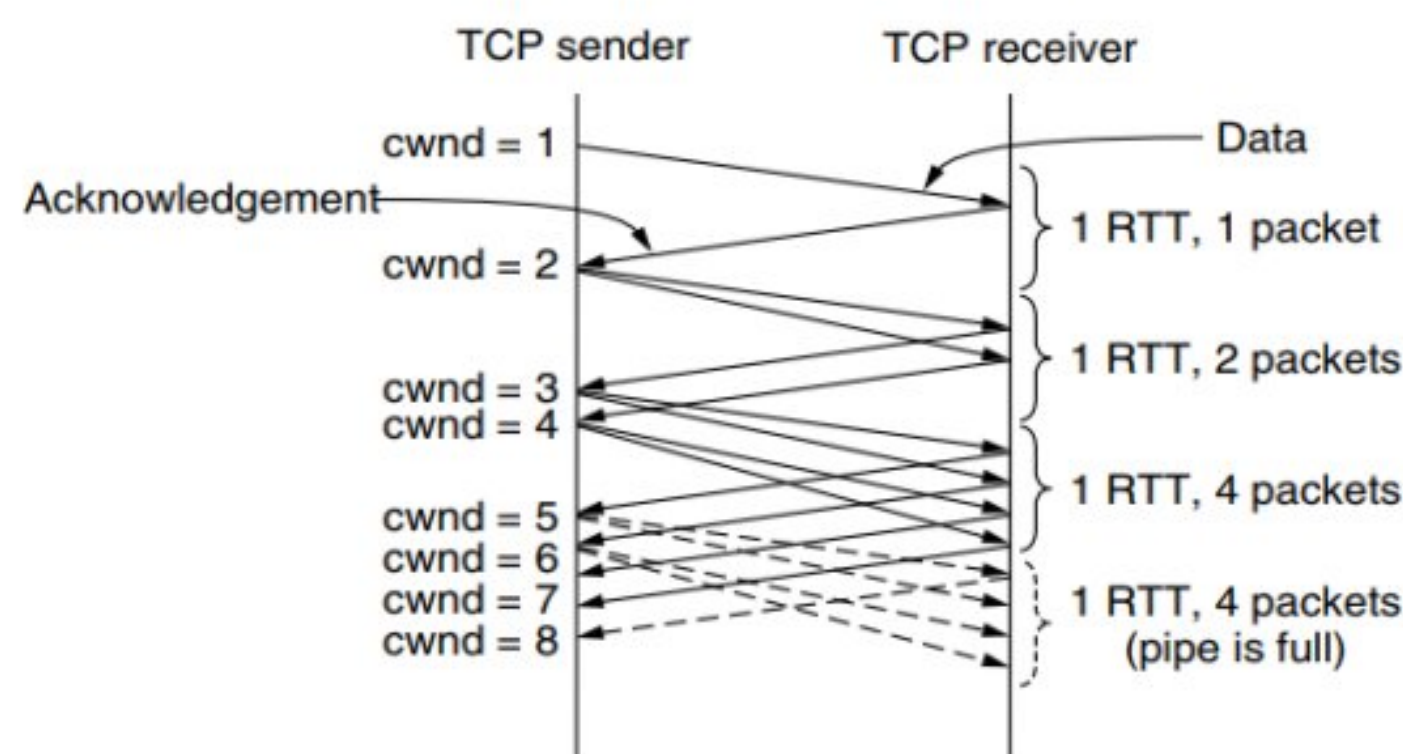 TCP sender
TCP receiver
cwnd = 1
Data
Acknowledgement
1 RTT, 1 packet
cwnd = 2
1 RTT, 2 packets
cwnd = 3
cwnd = 4
1 RTT, 4 packets
cwnd = 5
cwnd = 6
cwnd = 7
1 RTT, 4 packets
cwnd = 8
(pipe is full)